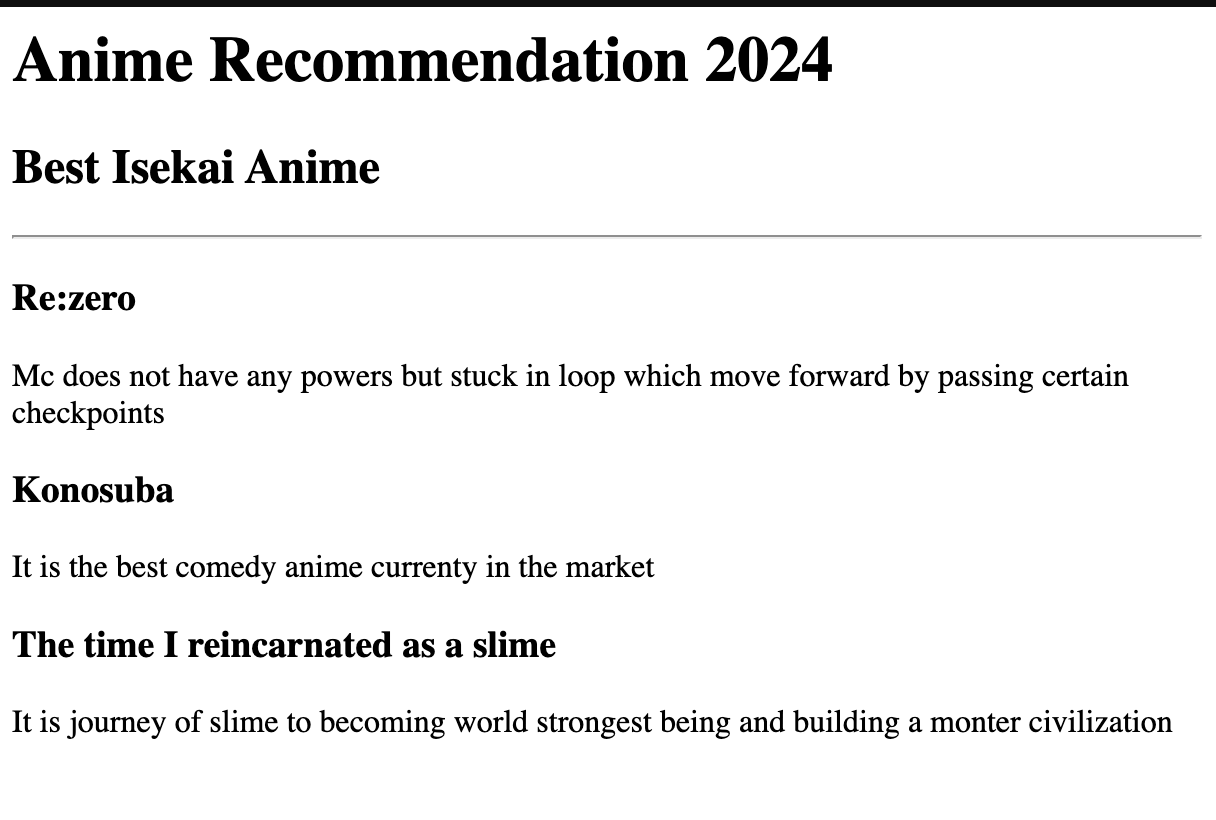 Anime Recommendation 2024
Best Isekai Anime
Re:zero
Mc does not have any powers but stuck in loop which move forward by passing certain
checkpoints
Konosuba
It is the best comedy anime currenty in the market
The time I reincarnated as a slime
It is journey of slime to becoming world strongest being and building a monter civilization